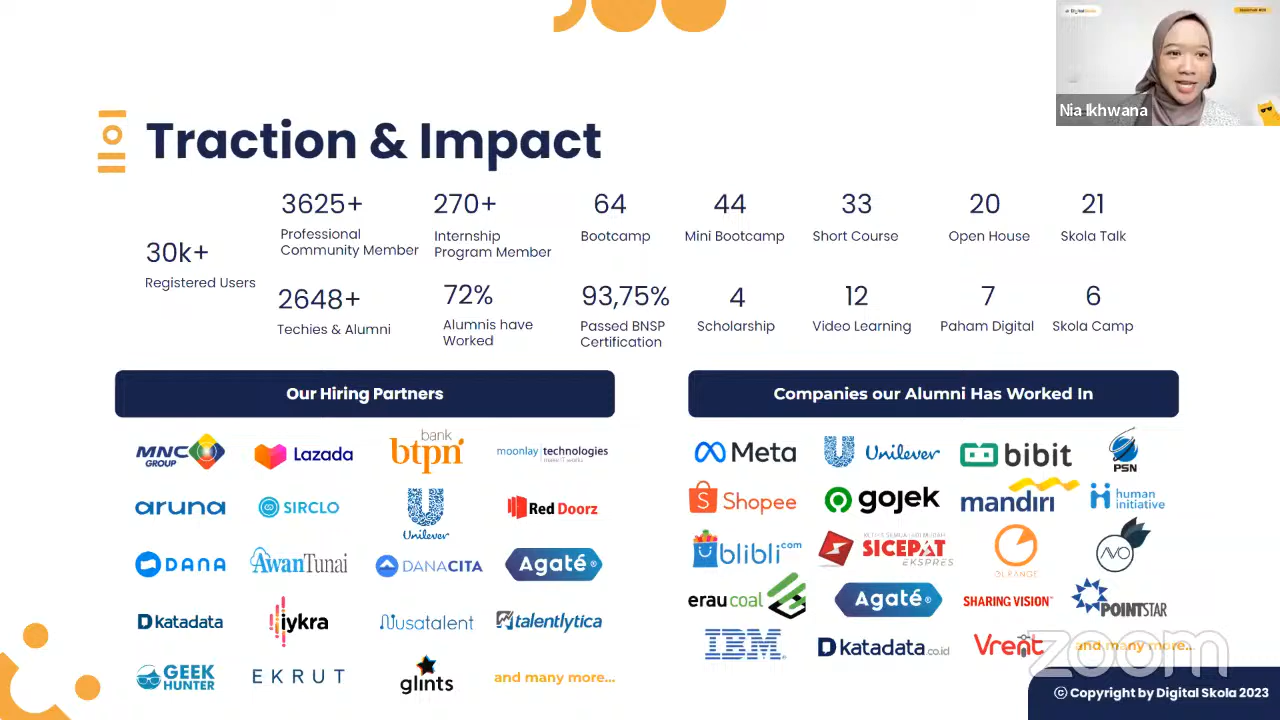 Nia Ikhwana
Traction & Impact
30k+
Registered Users
3625+
Professional
Community Member
270+
Internship
Program Member
64
Bootcamp
44
Mini Bootcamp
33
Short Course
20
Open House
21
Skola Talk
2648+
Techies & Alumni
72%
Alumnis have
Worked
93,75%
Passed BNSP
Certification
4
Scholarship
12
Video Learning
7
Paham Digital
6
Skola Camp
Our Hiring Partners
MNC
GROUP
Lazada
bank
btpn
moonlay technologies
aruna
SIRCLO
Unilever
Red Doorz
DANA
AwanTunai
DANACITA
Agaté®
katadata
iykra
nusatalent
talentlytica
GEEK
HUNTER
EKRUT
glints
and many more...
Companies our Alumni Has Worked In
Meta
Unilever
bibit
PSN
Shopee
gojek
mandiri
human
initiative
blibli.com
SICEPAT
EKSPRES
AVO
erau coal
Agaté®
SHARING VISION™
POINTSTAR
IBM®
katadata.co.id
Vrent
and many more...
zoom
© Copyright by Digital Skola 2023